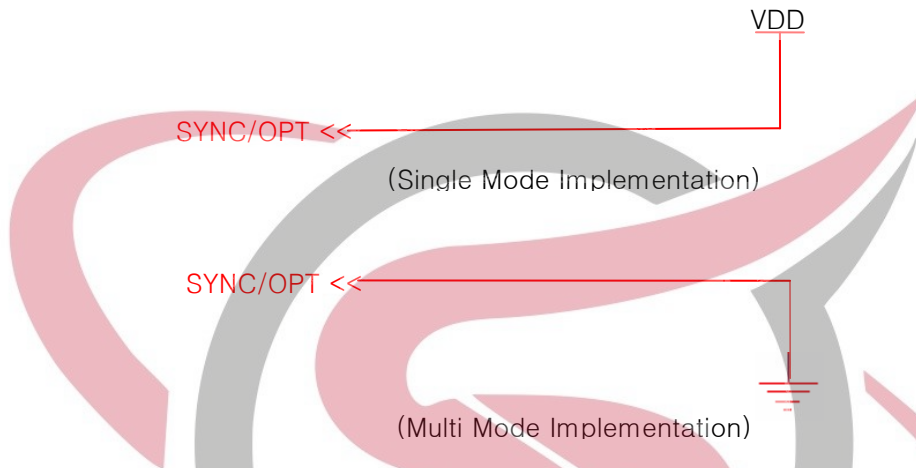 VDD
SYNC/OPT <<
(Single Mode Implementation)
SYNC/OPT <<
(Multi Mode Implementation)